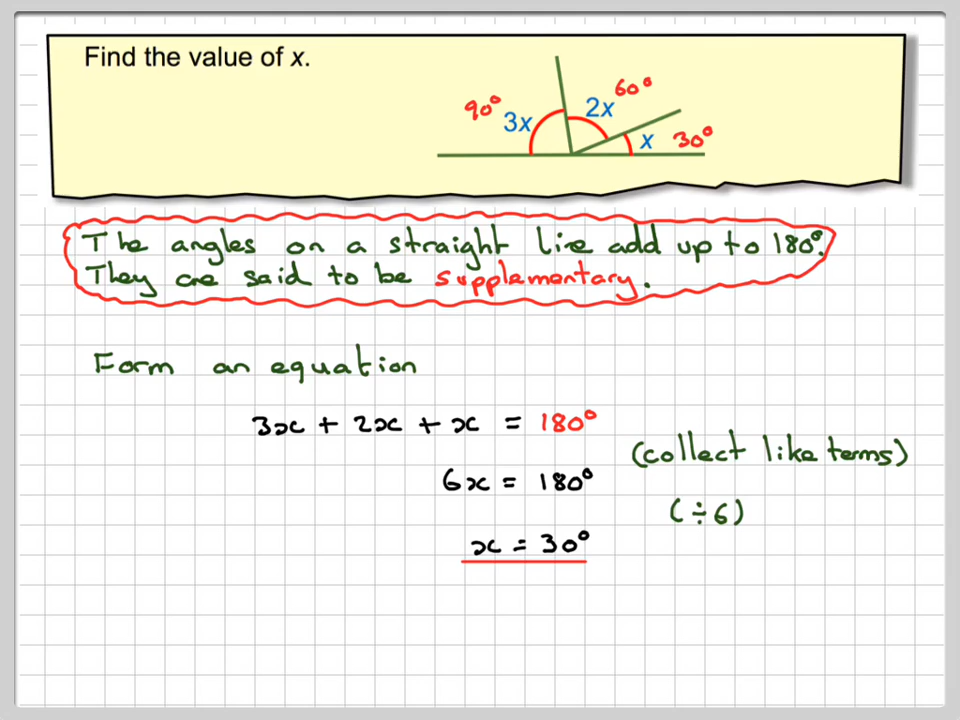 Find the value of x.
90° 3x 2x 60° x 30°
The angles on a straight line add up to 180°.
They are said to be supplementary.
Form an equation
3x + 2x + x = 180°
(collect like terms)
6x = 180°
(÷6)
x = 30°